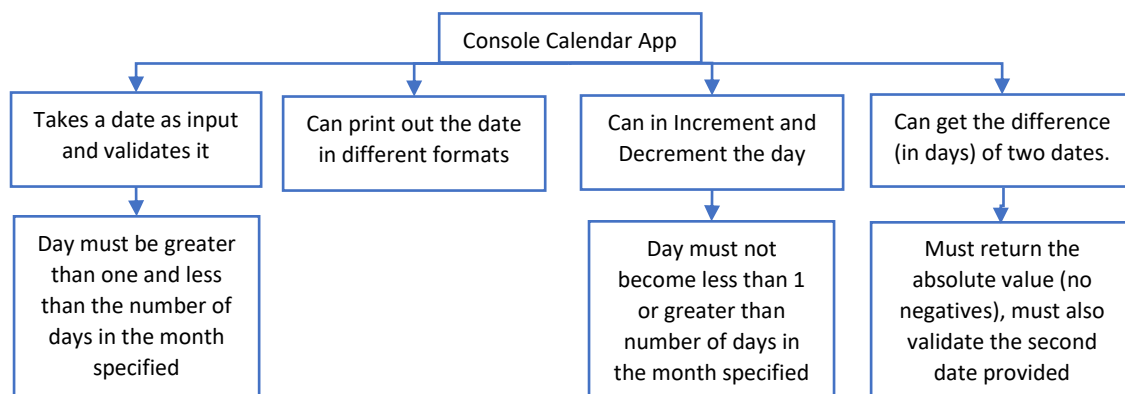 Console Calendar App
Takes a date as input
and validates it
Can print out the date
in different formats
Can in Increment and
Decrement the day
Can get the difference
(in days) of two dates.
Day must be greater
than one and less
than the number of
days in the month
specified
Day must not
become less than 1
or greater than
number of days in
the month specified
Must return the
absolute value (no
negatives), must also
validate the second
date provided